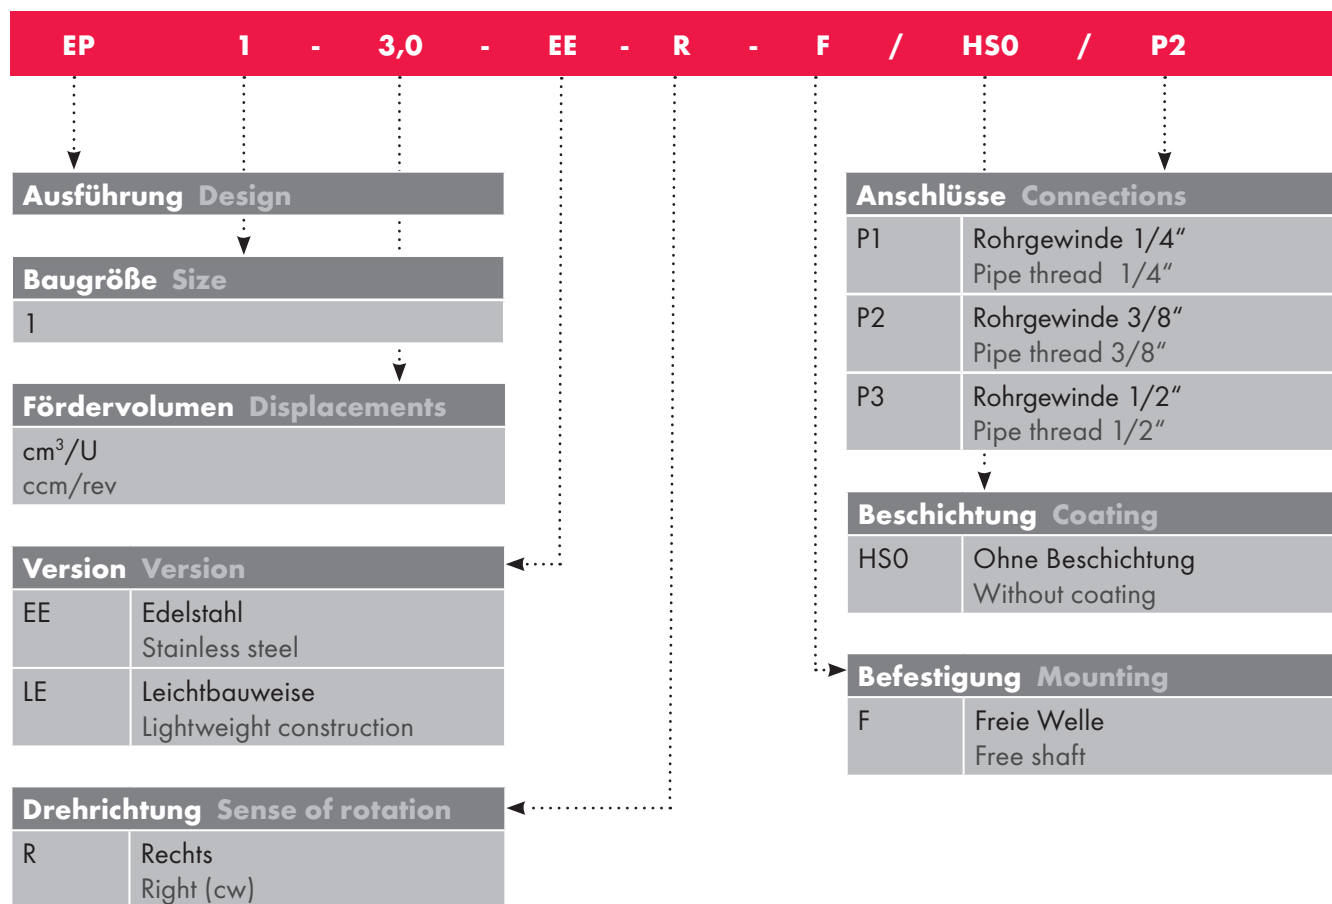 EP 1 - 3,0 - EE - R - F / HS0 / P2
Ausführung Design
Baugröße Size
1
Fördervolumen Displacements
cm³/U
ccm/rev
Version Version
EE Edelstahl
Stainless steel
LE Leichtbauweise
Lightweight construction
Drehrichtung Sense of rotation
R Rechts
Right (cw)
Anschlüsse Connections
P1 Rohrgewinde 1/4“
Pipe thread 1/4“
P2 Rohrgewinde 3/8“
Pipe thread 3/8“
P3 Rohrgewinde 1/2“
Pipe thread 1/2“
Beschichtung Coating
HS0 Ohne Beschichtung
Without coating
Befestigung Mounting
F Freie Welle
Free shaft